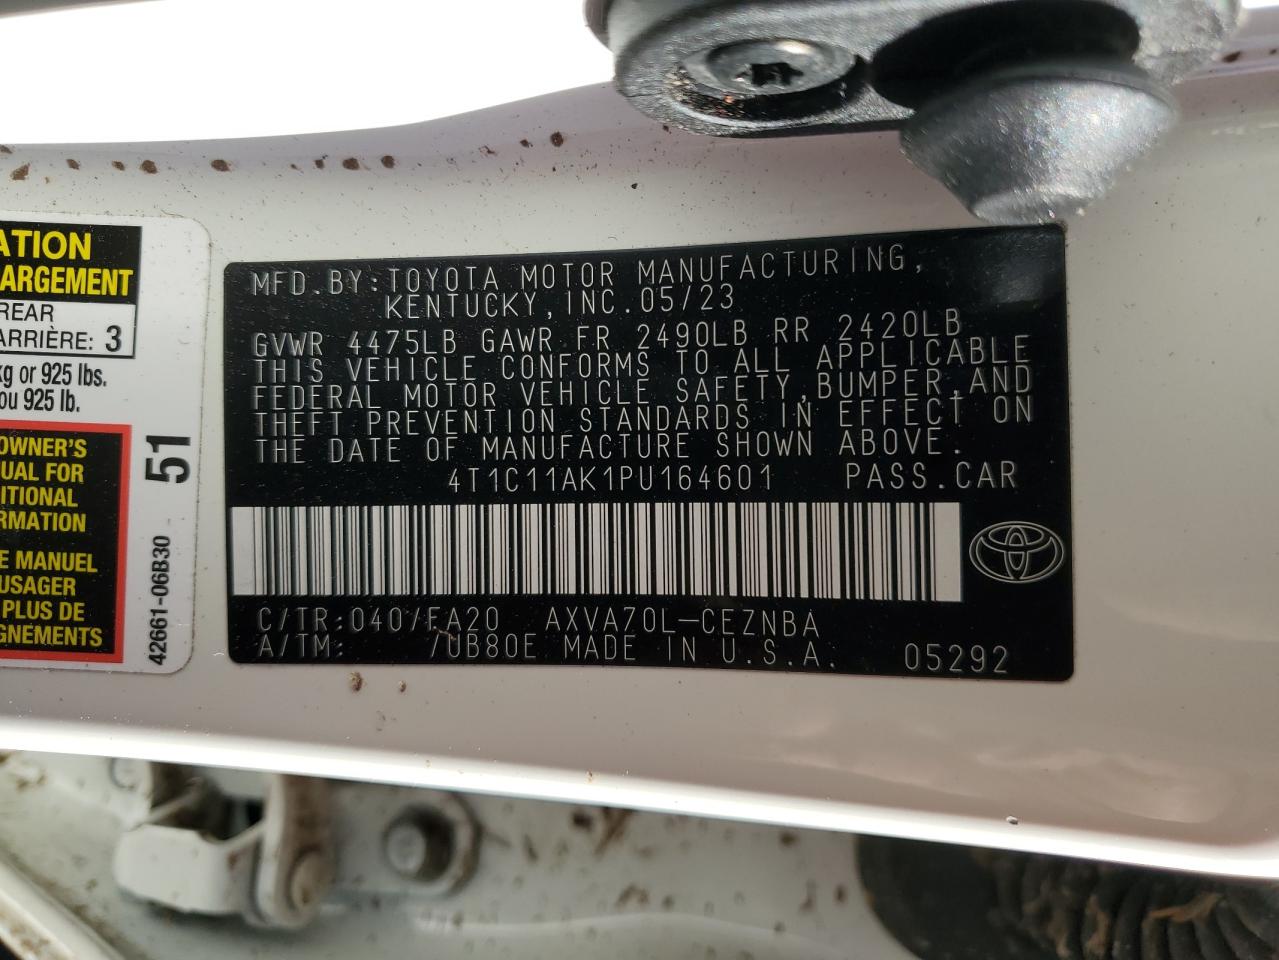 ATION
ARGEMENT
REAR
ARRIÈRE: 3
kg or 925 lbs.
ou 925 lb.
OWNER'S
UAL FOR
ITIONAL
RMATION
E MANUEL
USAGER
PLUS DE
GNEMENTS
51
42661-06B30
MFD.BY:TOYOTA MOTOR MANUFACTURING,
KENTUCKY,INC.05/23
GVWR 4475LB GAWR FR 2490LB RR 2420LB
THIS VEHICLE CONFORMS TO ALL APPLICABLE
FEDERAL MOTOR VEHICLE SAFETY,BUMPER,AND
THEFT PREVENTION STANDARDS IN EFFECT ON
THE DATE OF MANUFACTURE SHOWN ABOVE.
4T1C11AK1PU164601 PASS.CAR
C/TR:040/FA20 AXVA70L-CEZNBA
A/TM: /UB80E MADE IN U.S.A. 05292